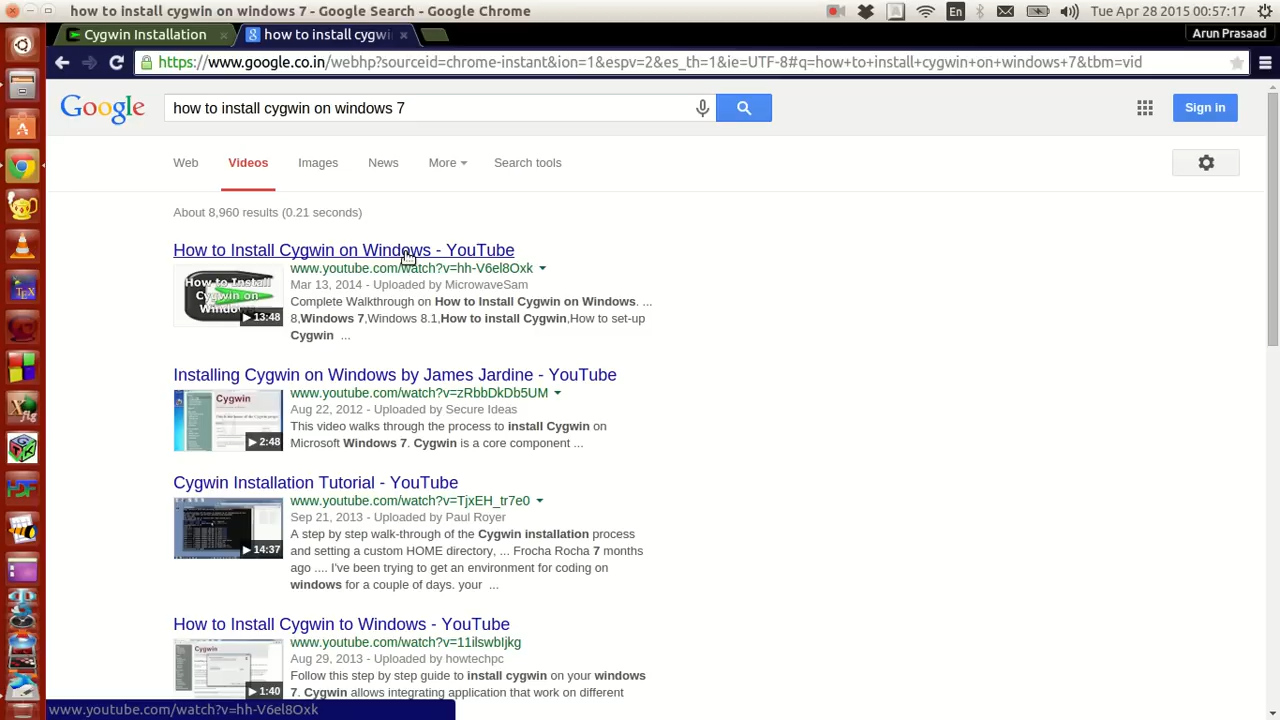 how to install cygwin on windows 7 - Google Search - Google Chrome
En
Tue Apr 28 2015 00:57:17
Cygwin Installation ×
how to install cygwi ×
Arun Prasaad
https://www.google.co.in/webhp?sourceid=chrome-instant&ion=1&espv=2&es_th=1&ie=UTF-8#q=how+to+install+cygwin+on+windows+7&tbm=vid
Google
how to install cygwin on windows 7
Sign in
Web
Videos
Images
News
More
Search tools
About 8,960 results (0.21 seconds)
How to Install Cygwin on Windows - YouTube
www.youtube.com/watch?v=hh-V6el8Oxk
Mar 13, 2014 - Uploaded by MicrowaveSam
Complete Walkthrough on How to Install Cygwin on Windows. ...
8,Windows 7,Windows 8.1,How to install Cygwin,How to set-up
Cygwin ...
How to Install
Cygwin on
Windows
13:48
Installing Cygwin on Windows by James Jardine - YouTube
www.youtube.com/watch?v=zRbbDkDb5UM
Aug 22, 2012 - Uploaded by Secure Ideas
This video walks through the process to install Cygwin on
Microsoft Windows 7. Cygwin is a core component ...
Cygwin
2:48
Cygwin Installation Tutorial - YouTube
www.youtube.com/watch?v=TjxEH_tr7e0
Sep 21, 2013 - Uploaded by Paul Royer
A step by step walk-through of the Cygwin installation process
and setting a custom HOME directory, ... Frocha Rocha 7 months
ago .... I've been trying to get an environment for coding on
windows for a couple of days. your ...
14:37
How to Install Cygwin to Windows - YouTube
www.youtube.com/watch?v=11ilswbIjkg
Aug 29, 2013 - Uploaded by howtechpc
Follow this step by step guide to install cygwin on your windows
7. Cygwin allows integrating application that work on different
1:40
www.youtube.com/watch?v=hh-V6el8Oxk